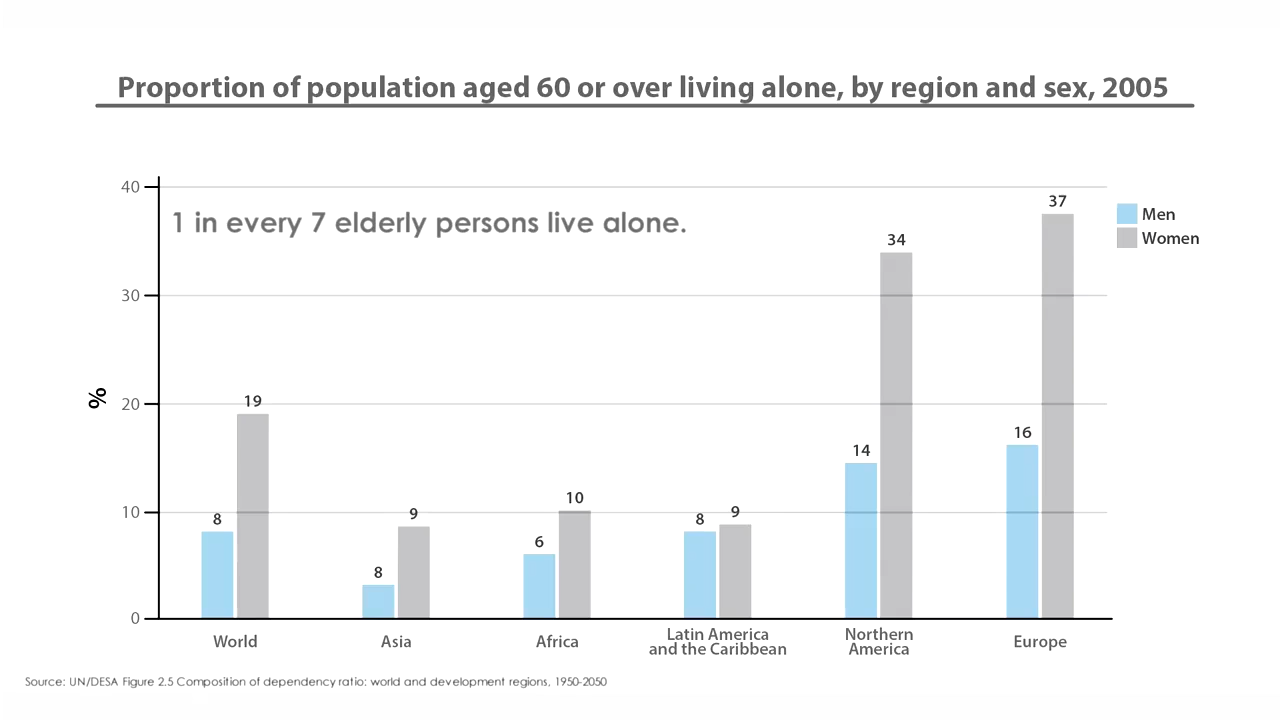 Proportion of population aged 60 or over living alone, by region and sex, 2005
40
1 in every 7 elderly persons live alone.
37
Men
Women
34
30
%
20
19
16
14
10
8
9
10
8
9
8
6
0
World
Asia
Africa
Latin America
and the Caribbean
Northern
America
Europe
Source: UN/DESA Figure 2.5 Composition of dependency ratio: world and development regions, 1950-2050